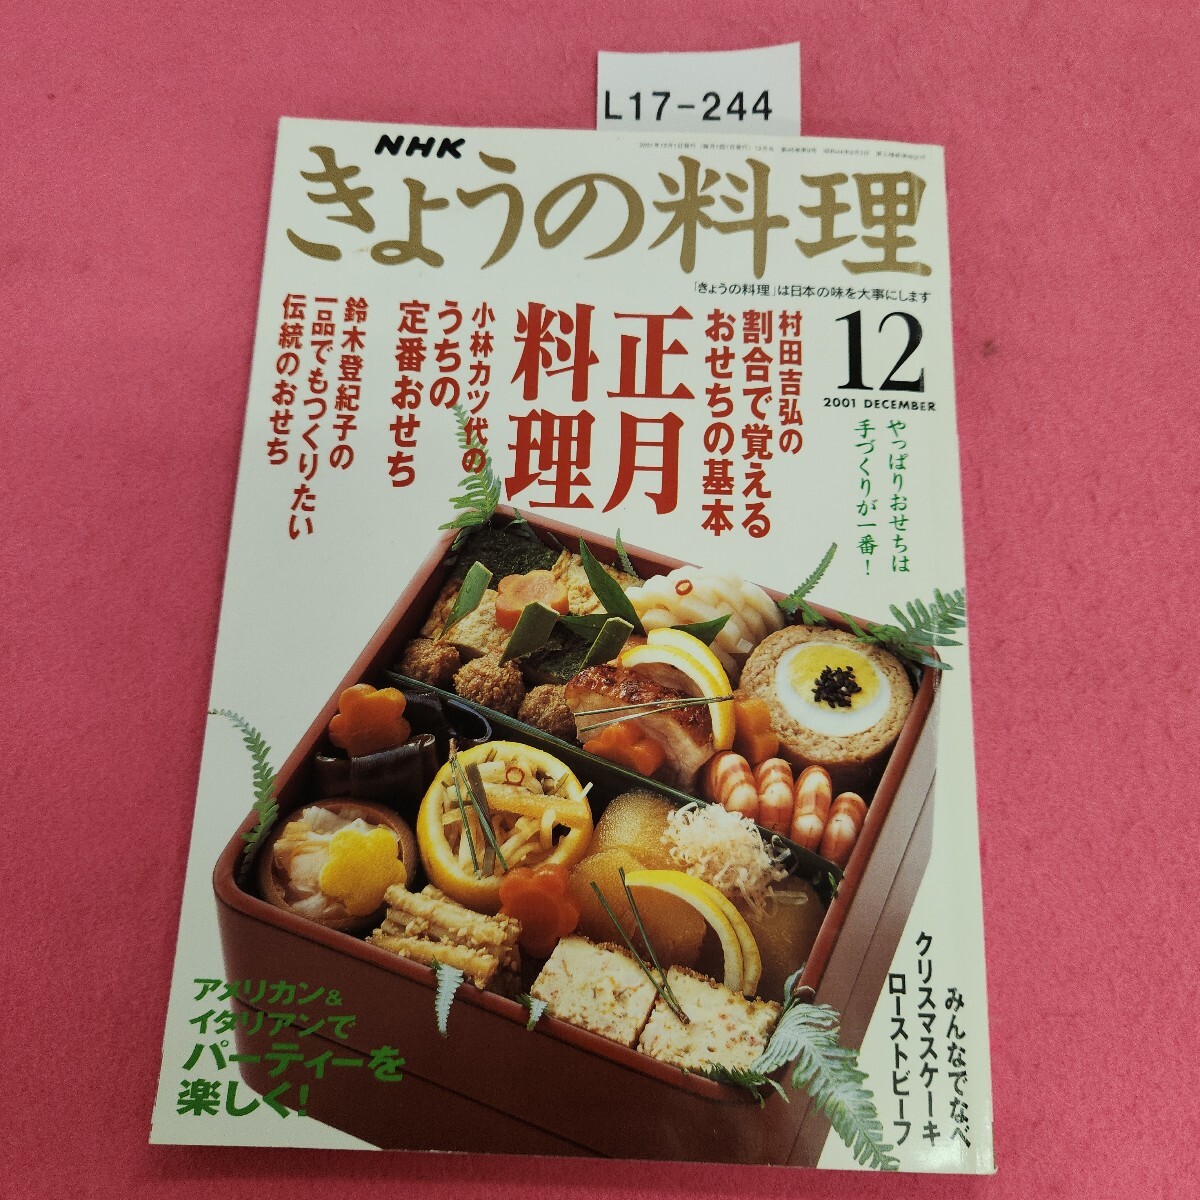 L17-244
NHK
きょうの料理
「きょうの料理」は日本の味を大事にします
12
2001 DECEMBER
やっぱりおせちは
手づくりが一番！
村田吉弘の
割合で覚える
おせちの基本
正月
料理
小林カツ代の
うちの
定番おせち
鈴木登紀子の
一品でもつくりたい
伝統のおせち
みんなでなべ
クリスマスケーキ
ローストビーフ
アメリカン&
イタリアンで
パーティーを
楽しく!